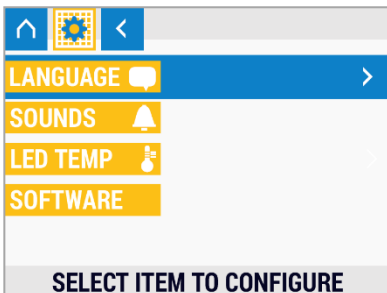 LANGUAGE
SOUNDS
LED TEMP
SOFTWARE
SELECT ITEM TO CONFIGURE